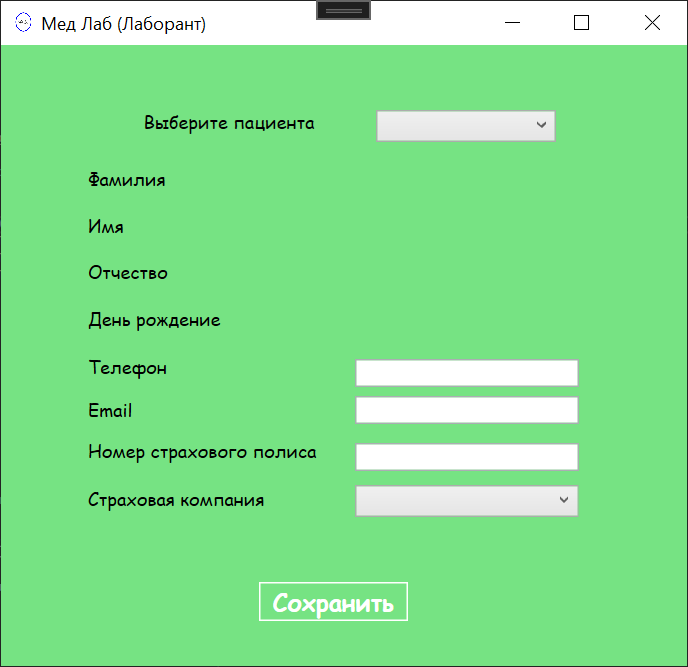 Мед Лаб (Лаборант)
Выберите пациента
Фамилия
Имя
Отчество
День рождение
Телефон
Email
Номер страхового полиса
Страховая компания
Сохранить